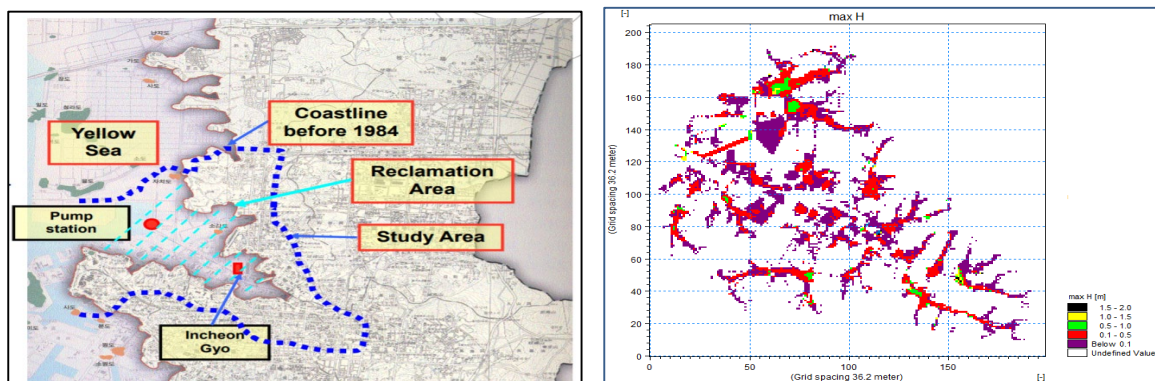 Yellow
Sea
Coastline
before 1984
Reclamation
Area
Pump
station
Study Area
Incheon
Gyo
[-]
max H
200
180
160
140
120
100
80
60
40
20
0
(Grid spacing 36.2 meter)
0
50
100
150
(Grid spacing 36.2 meter)
[-]
max H [m]
1.5 - 2.0
1.0 - 1.5
0.5 - 1.0
0.1 - 0.5
Below 0.1
Undefined Value